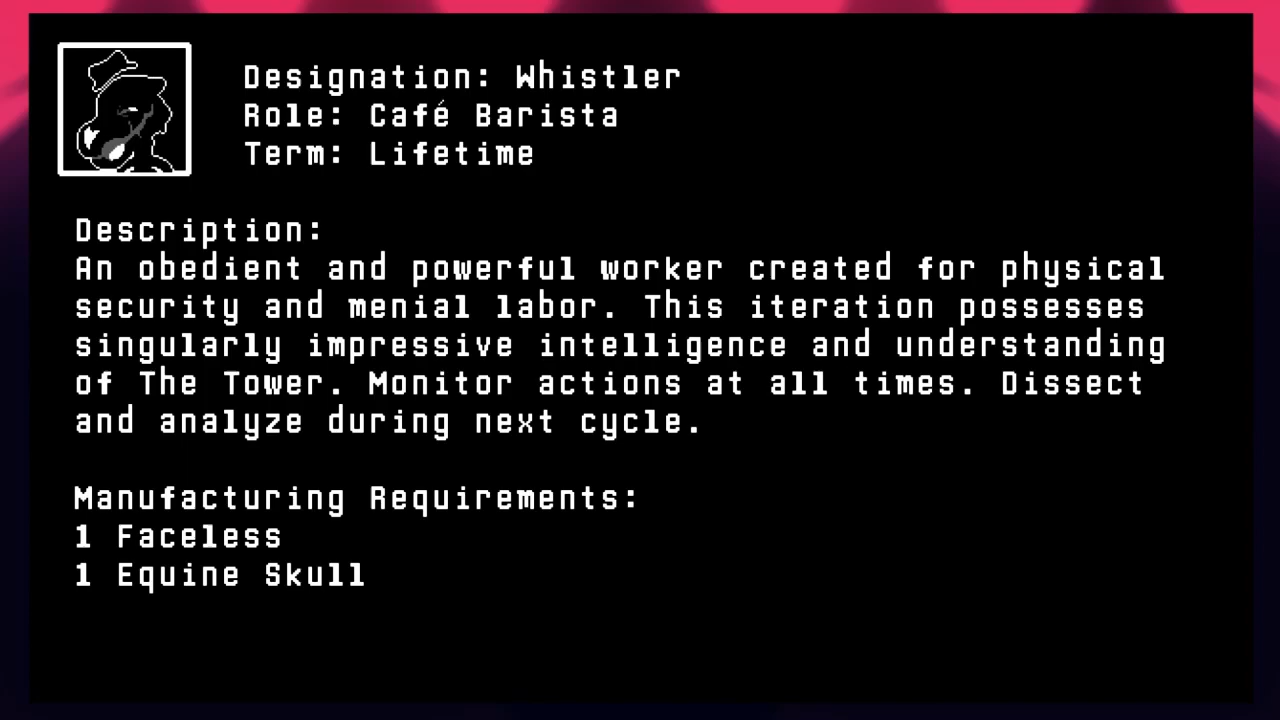 Designation: Whistler
Role: Café Barista
Term: Lifetime
Description:
An obedient and powerful worker created for physical
security and menial labor. This iteration possesses
singularly impressive intelligence and understanding
of The Tower. Monitor actions at all times. Dissect
and analyze during next cycle.
Manufacturing Requirements:
1 Faceless
1 Equine Skull